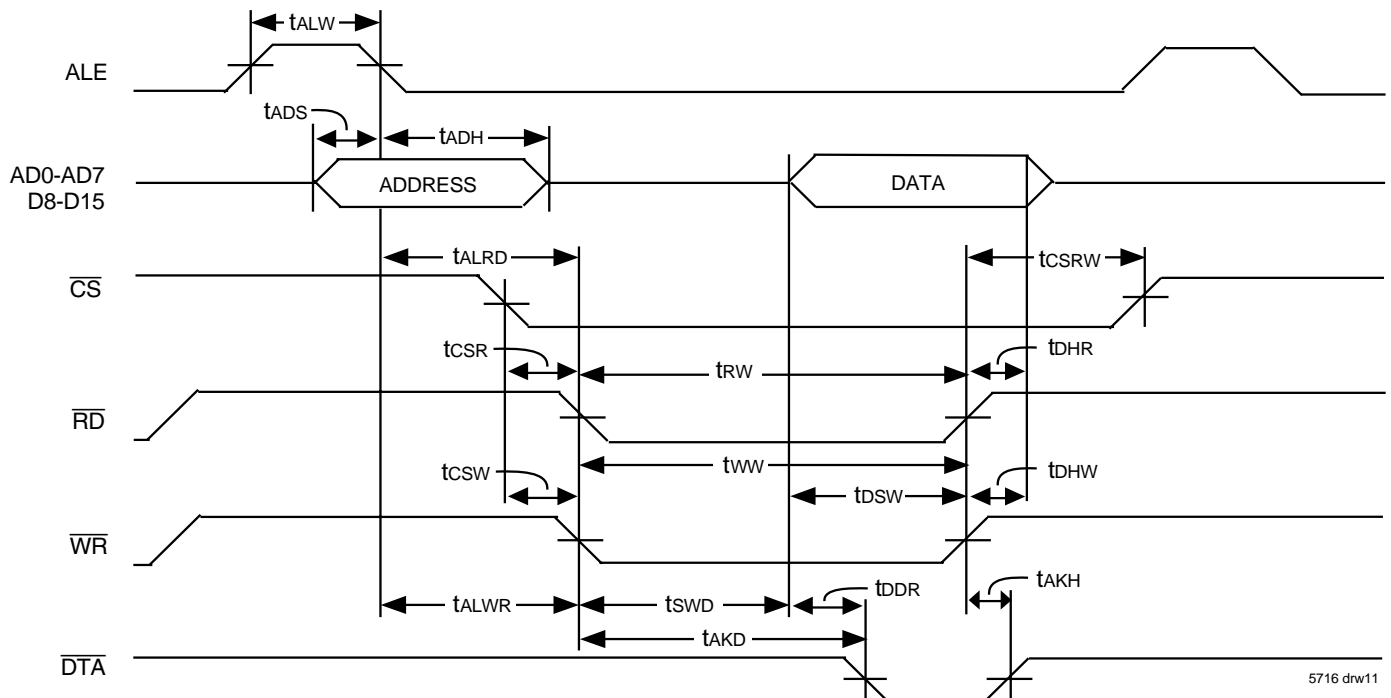 tALW
ALE
tADS
tADH
AD0-AD7
D8-D15
ADDRESS
DATA
tALRD
tCSRW
CS
tCSR
tRW
tDHR
RD
tCSW
tWW
tDHW
tDSW
WR
tDDR
tAKH
tALWR
tSWD
tAKD
DTA
5716 drw11